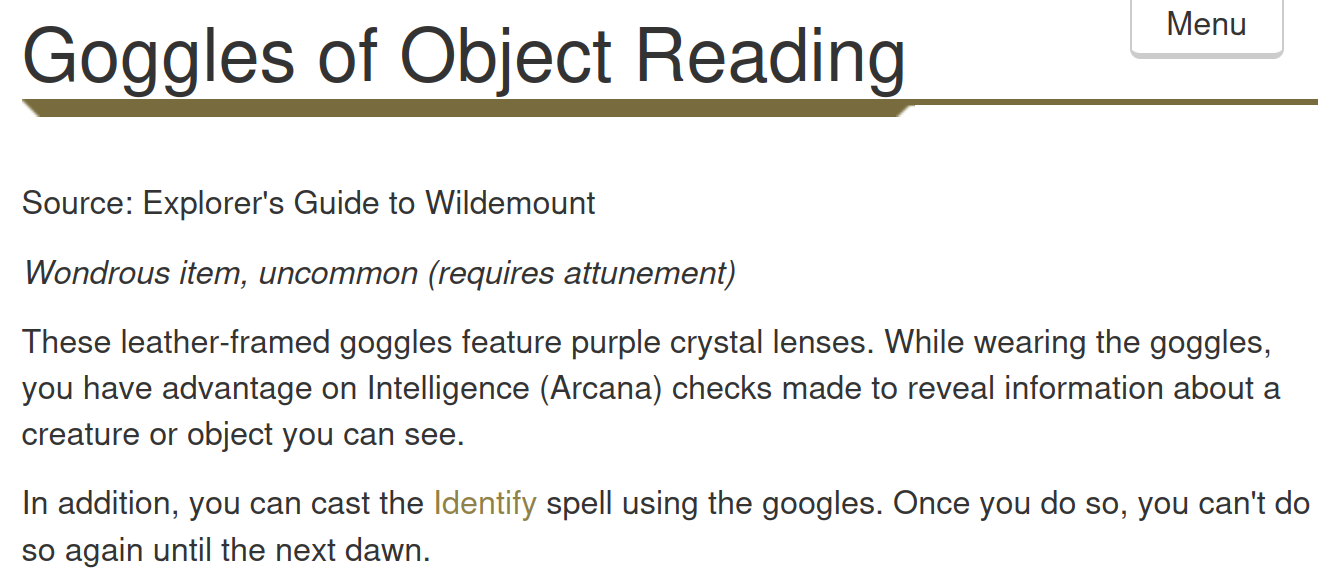 Goggles of Object Reading
Menu
Source: Explorer's Guide to Wildemount
Wondrous item, uncommon (requires attunement)
These leather-framed goggles feature purple crystal lenses. While wearing the goggles,
you have advantage on Intelligence (Arcana) checks made to reveal information about a
creature or object you can see.
In addition, you can cast the Identify spell using the googles. Once you do so, you can't do
so again until the next dawn.